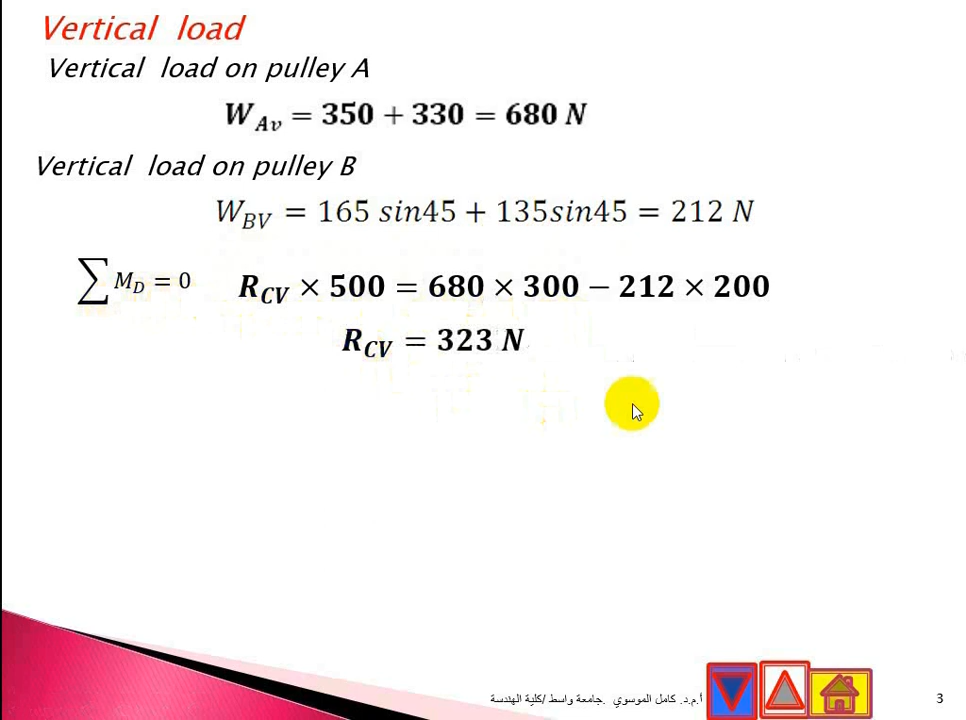 Vertical load
Vertical load on pulley A
W_Av = 350 + 330 = 680 N
Vertical load on pulley B
W_BV = 165 sin45 + 135sin45 = 212 N
∑ M_D = 0
R_CV × 500 = 680 × 300 − 212 × 200
R_CV = 323 N
أ.م.د. كامل الموسوي .جامعة واسط /كلية الهندسة
3